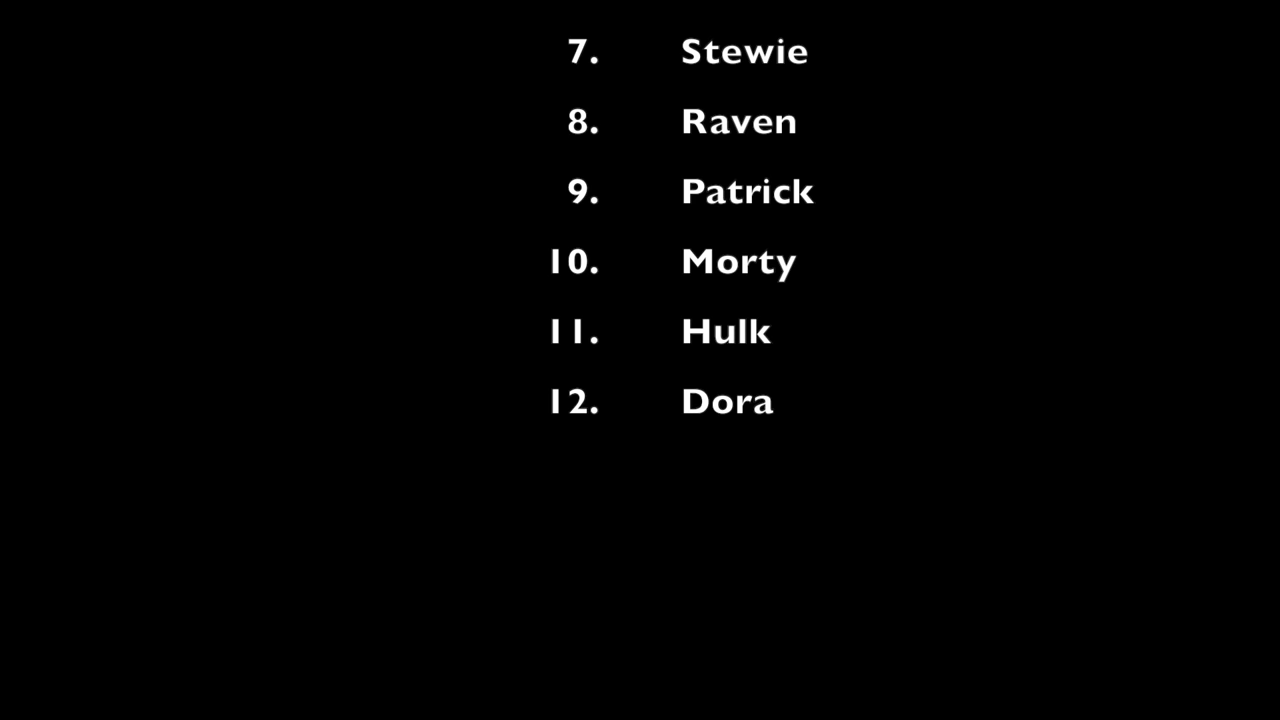 7. Stewie
8. Raven
9. Patrick
10. Morty
11. Hulk
12. Dora